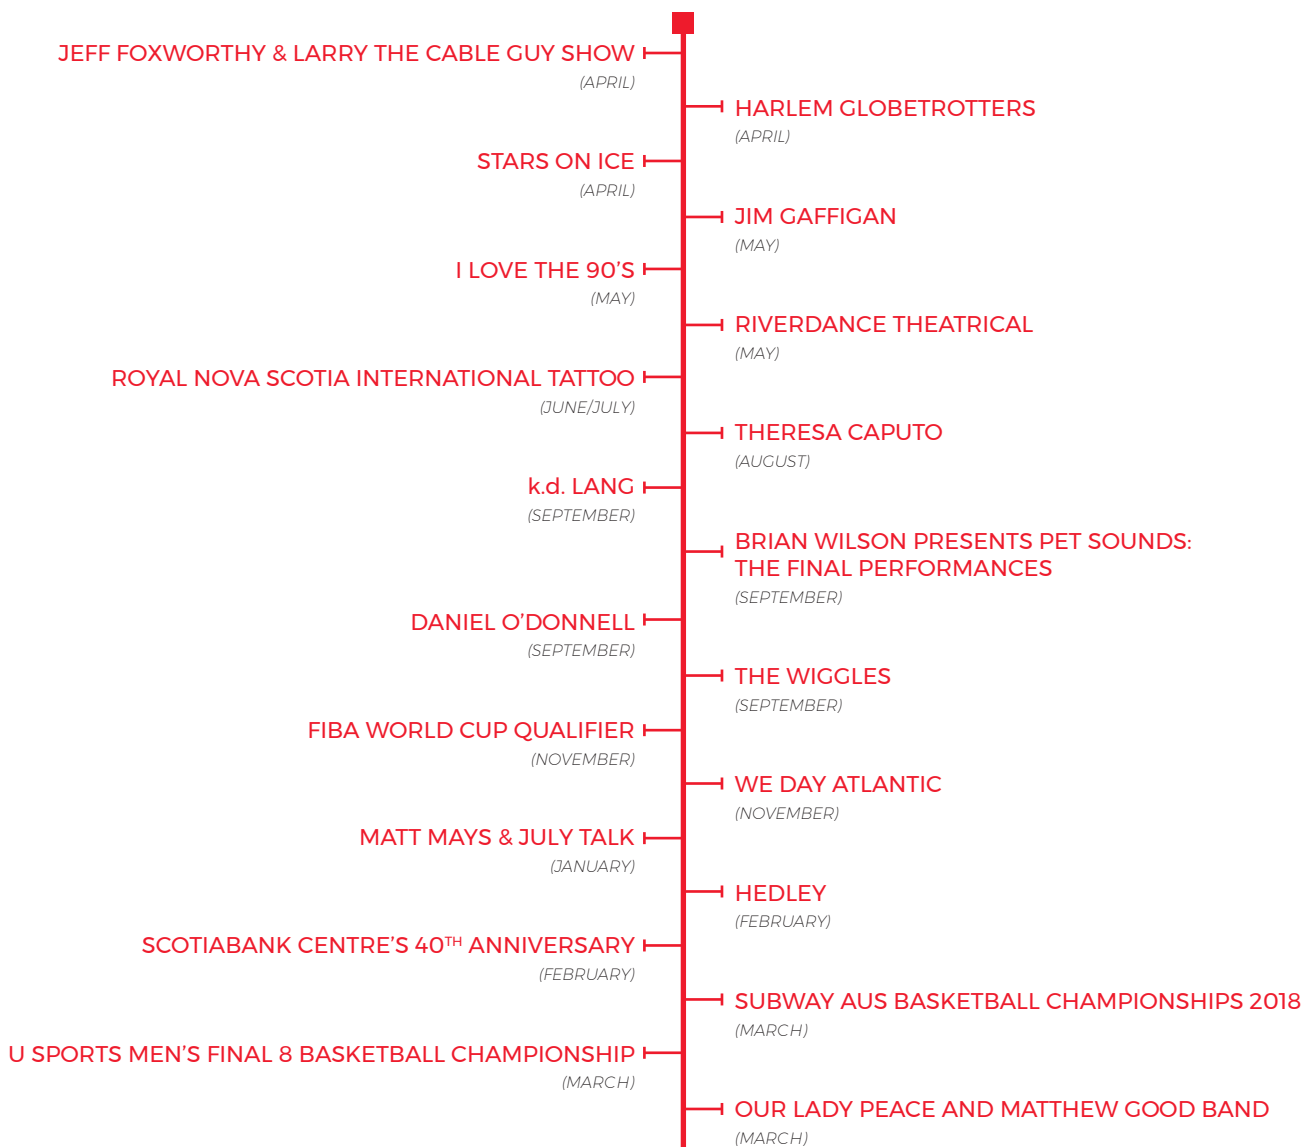 JEFF FOXWORTHY & LARRY THE CABLE GUY SHOW
(APRIL)
HARLEM GLOBETROTTERS
(APRIL)
STARS ON ICE
(APRIL)
JIM GAFFIGAN
(MAY)
I LOVE THE 90’S
(MAY)
RIVERDANCE THEATRICAL
(MAY)
ROYAL NOVA SCOTIA INTERNATIONAL TATTOO
(JUNE/JULY)
THERESA CAPUTO
(AUGUST)
k.d. LANG
(SEPTEMBER)
BRIAN WILSON PRESENTS PET SOUNDS:
THE FINAL PERFORMANCES
(SEPTEMBER)
DANIEL O’DONNELL
(SEPTEMBER)
THE WIGGLES
(SEPTEMBER)
FIBA WORLD CUP QUALIFIER
(NOVEMBER)
WE DAY ATLANTIC
(NOVEMBER)
MATT MAYS & JULY TALK
(JANUARY)
HEDLEY
(FEBRUARY)
SCOTIABANK CENTRE’S 40TH ANNIVERSARY
(FEBRUARY)
SUBWAY AUS BASKETBALL CHAMPIONSHIPS 2018
(MARCH)
U SPORTS MEN’S FINAL 8 BASKETBALL CHAMPIONSHIP
(MARCH)
OUR LADY PEACE AND MATTHEW GOOD BAND
(MARCH)